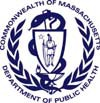 COMMONWEALTH OF MASSACHUSETTS
DEPARTMENT OF PUBLIC HEALTH